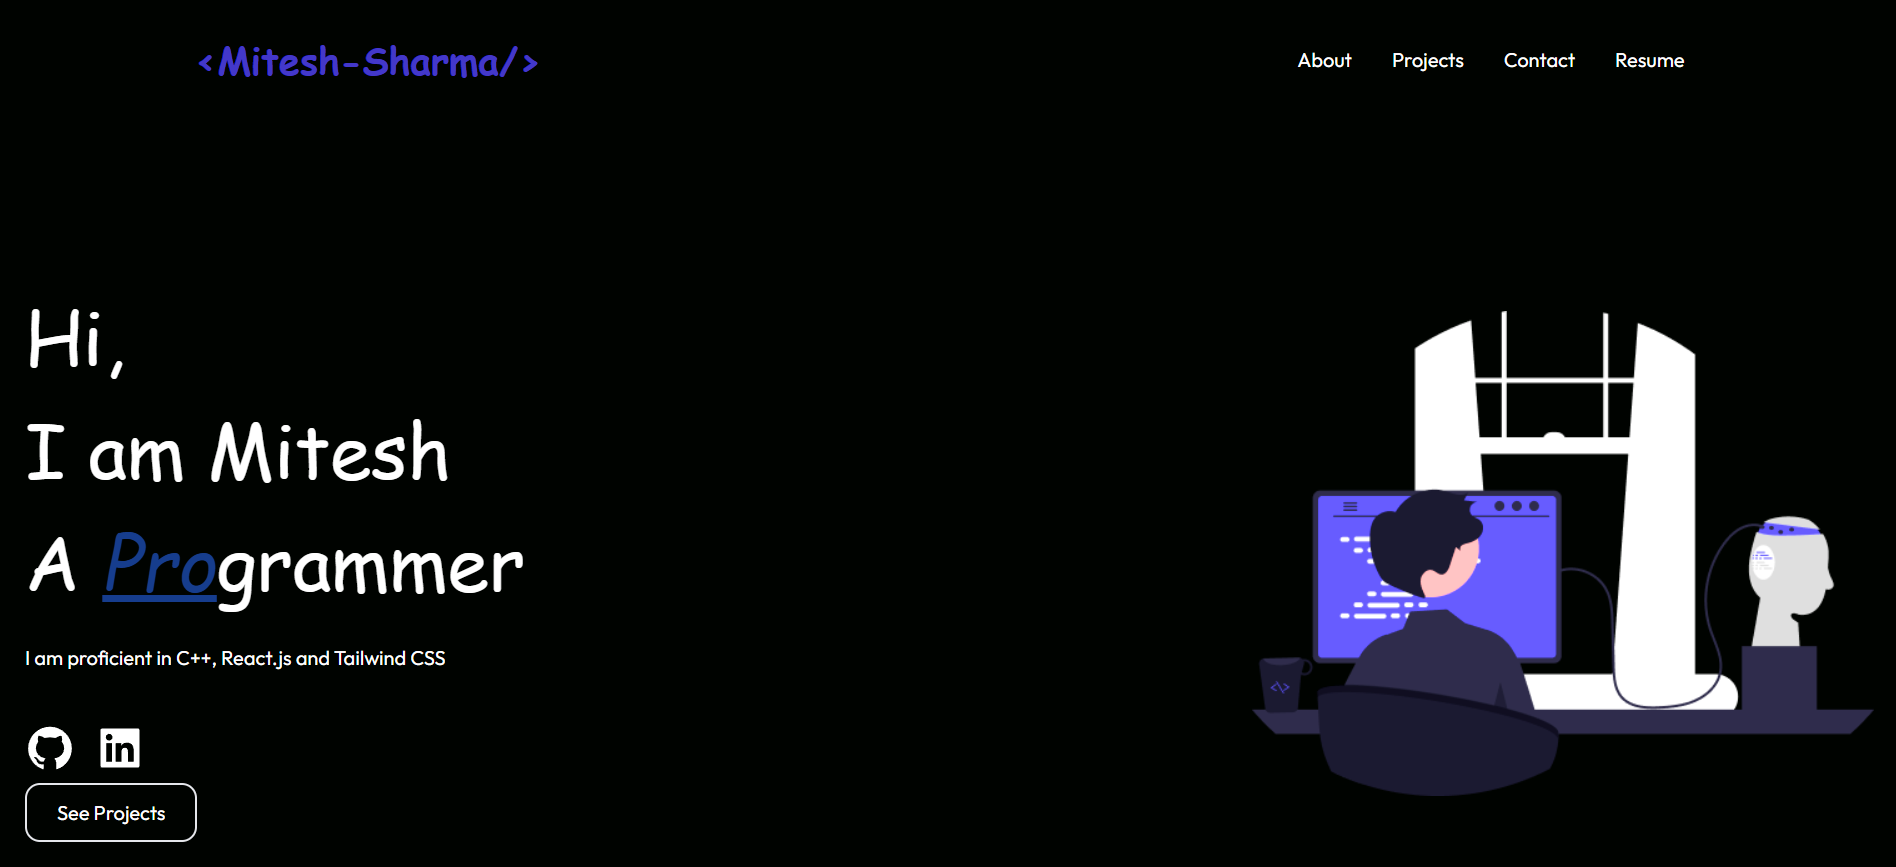 <Mitesh-Sharma/>
About Projects Contact Resume
Hi,
I am Mitesh
A Programmer
I am proficient in C++, React.js and Tailwind CSS
in
See Projects
<\>